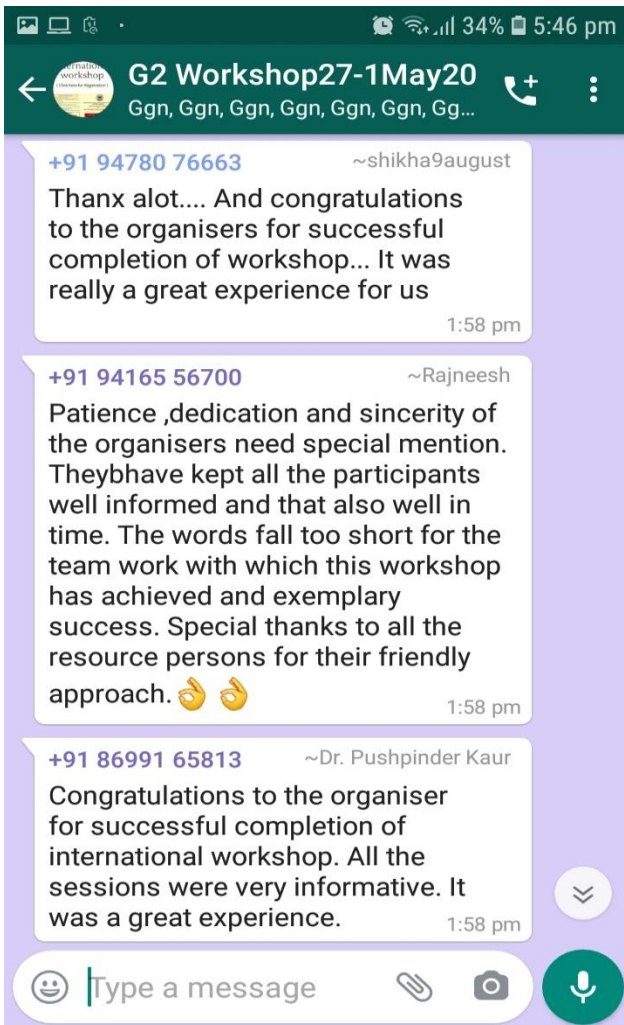 34% 5:46 pm
ernation
workshop
G2 Workshop27-1May20
Ggn, Ggn, Ggn, Ggn, Ggn, Ggn, Gg...
+91 94780 76663 ~shikha9august
Thanx alot.... And congratulations
to the organisers for successful
completion of workshop... It was
really a great experience for us
1:58 pm
+91 94165 56700 ~Rajneesh
Patience ,dedication and sincerity of
the organisers need special mention.
Theybhave kept all the participants
well informed and that also well in
time. The words fall too short for the
team work with which this workshop
has achieved and exemplary
success. Special thanks to all the
resource persons for their friendly
approach.👌👌
1:58 pm
+91 86991 65813 ~Dr. Pushpinder Kaur
Congratulations to the organiser
for successful completion of
international workshop. All the
sessions were very informative. It
was a great experience.
1:58 pm
Type a message